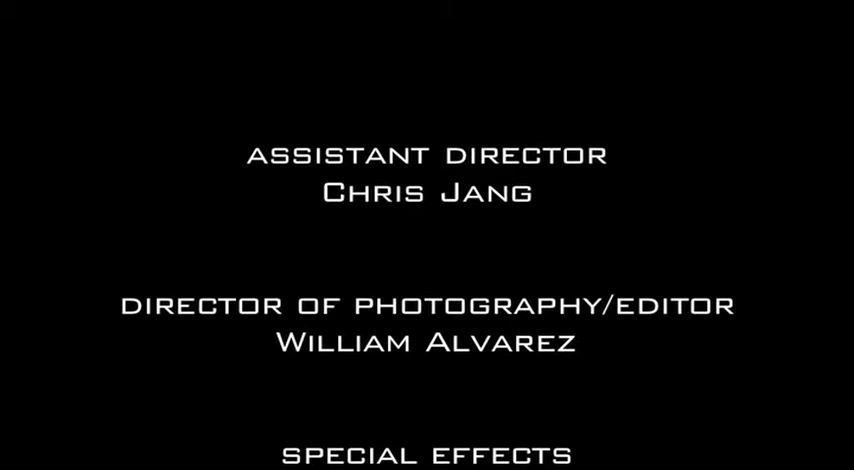 ASSISTANT DIRECTOR
CHRIS JANG
DIRECTOR OF PHOTOGRAPHY/EDITOR
WILLIAM ALVAREZ
SPECIAL EFFECTS